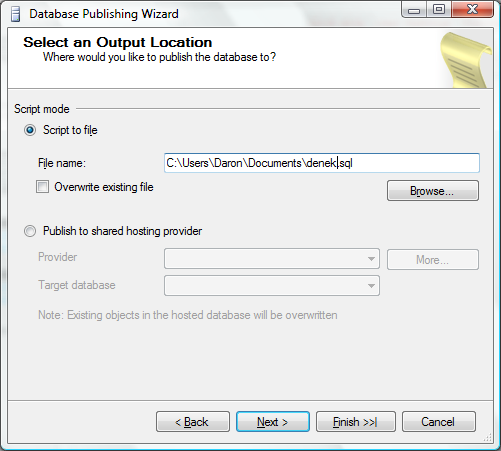 Database Publishing Wizard
Select an Output Location
Where would you like to publish the database to?
Script mode
Script to file
File name:
C:\Users\Daron\Documents\denek.sql
Overwrite existing file
Browse...
Publish to shared hosting provider
Provider
More...
Target database
Note: Existing objects in the hosted database will be overwritten
< Back
Next >
Finish >>|
Cancel